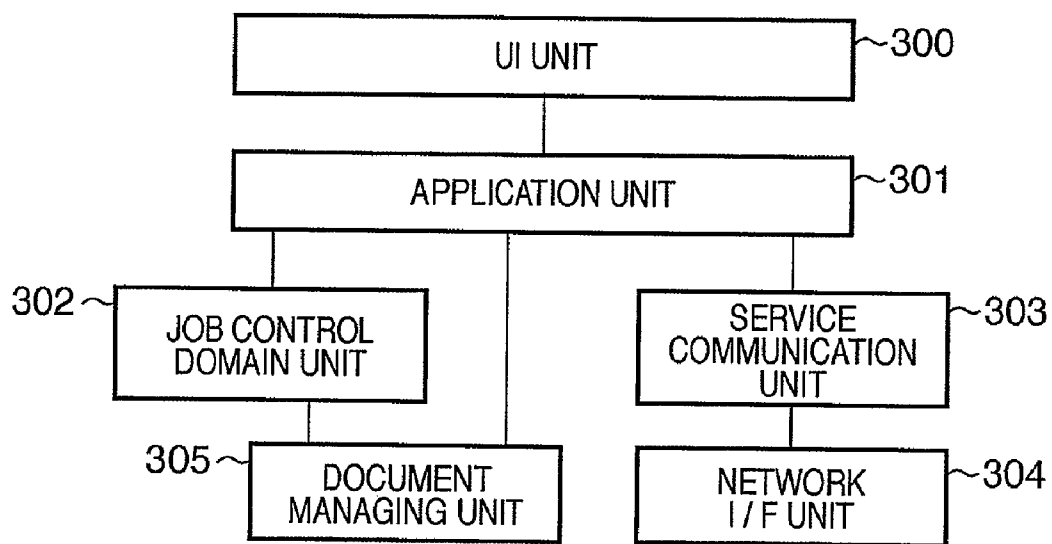 UI UNIT
300
APPLICATION UNIT
301
302
JOB CONTROL
DOMAIN UNIT
SERVICE
COMMUNICATION
UNIT
303
305
DOCUMENT
MANAGING UNIT
NETWORK
I / F UNIT
304